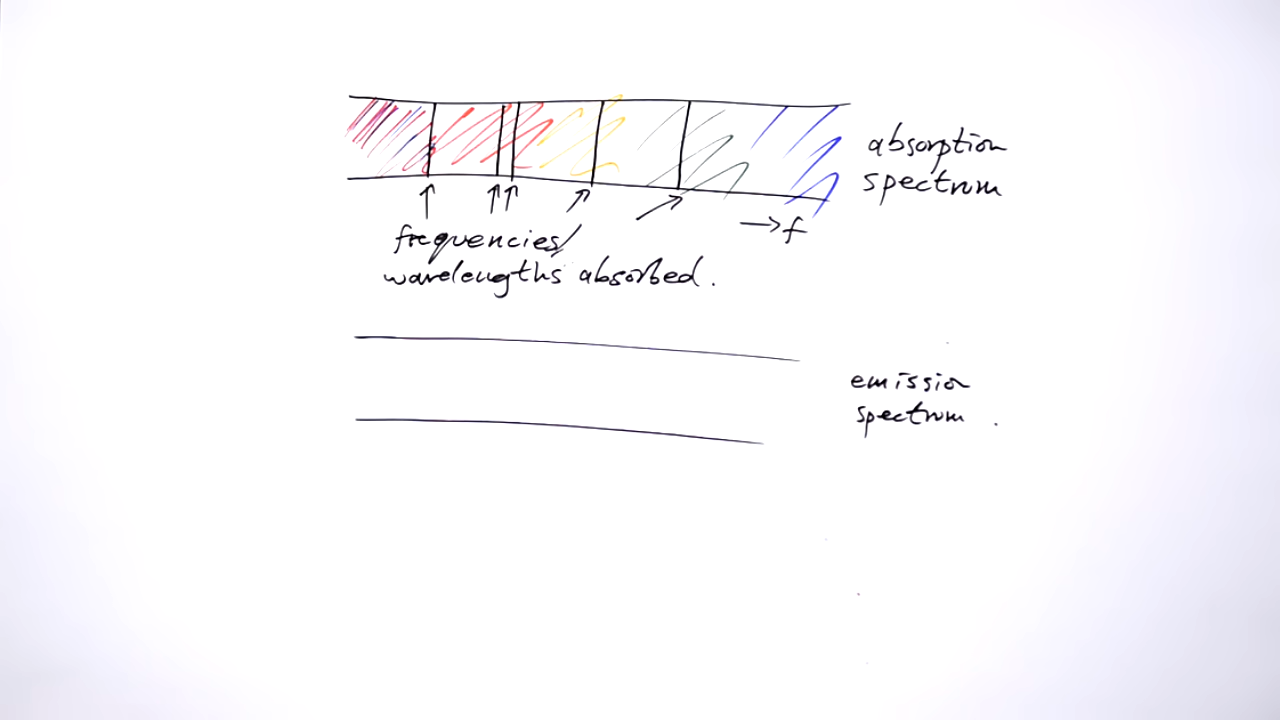 absorption
spectrum
→f
frequencies/
wavelengths absorbed.
emission
spectrum.